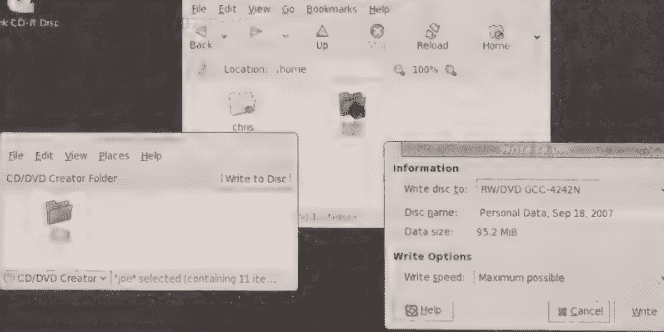 CD-R Disc
File Edit View Go Bookmarks Help
Back Up Reload Home
Location: /home 100%
chris
File Edit View Places Help
CD/DVD Creator Folder Write to Disc
CD/DVD Creator "joe" selected (containing 11 ite...
Information
Write disc to: RW/DVD GCC-4242N
Disc name: Personal Data, Sep 18, 2007
Data size: 95.2 MiB
Write Options
Write speed: Maximum possible
Help Cancel Write